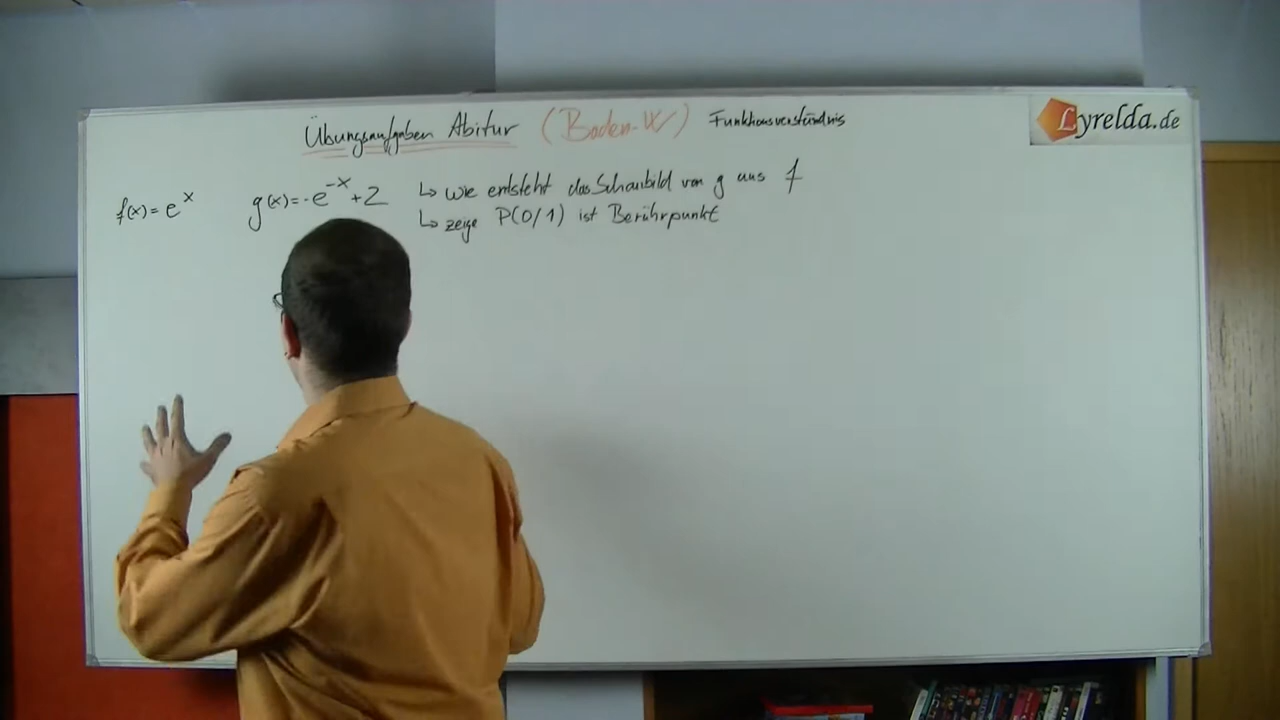 Übungsaufgaben Abitur (Baden-W) Funktionsverständnis
Lyrelda.de
f(x) = e^x g(x) = -e^-x + 2 ↳ wie entsteht das Schaubild von g aus f
↳ zeige P(0/1) ist Berührpunkt